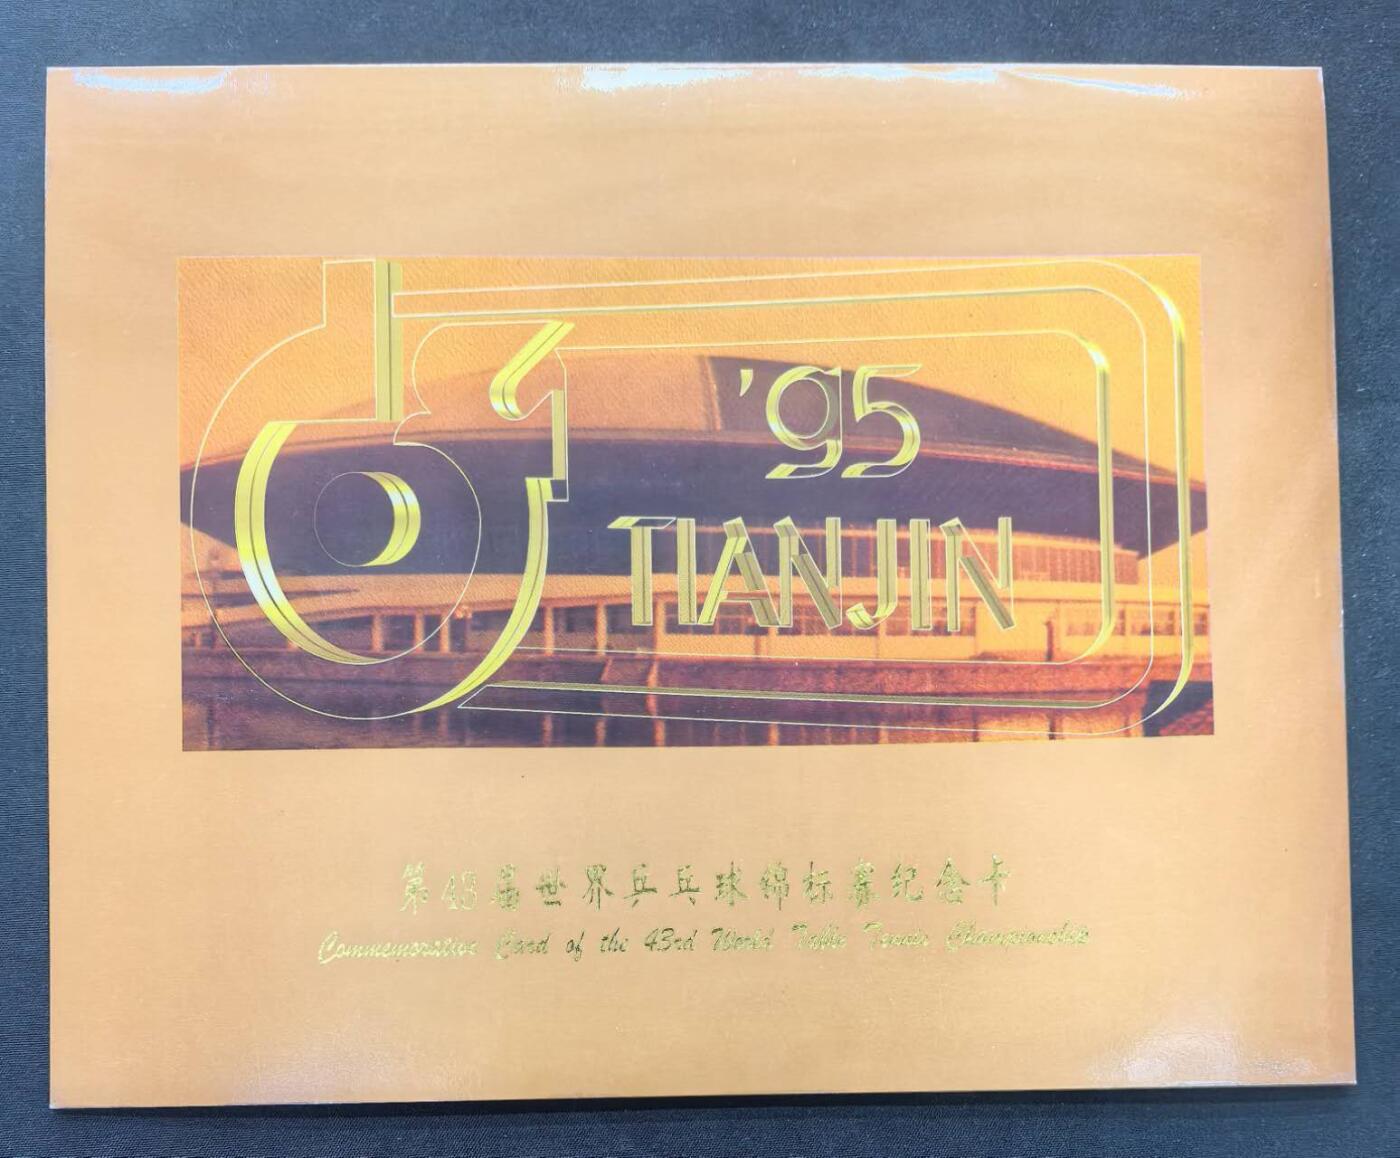 '95
TIANJIN
第43届世界乒乓球锦标赛纪念卡
Commemorative Card of the 43rd World Table Tennis Championship